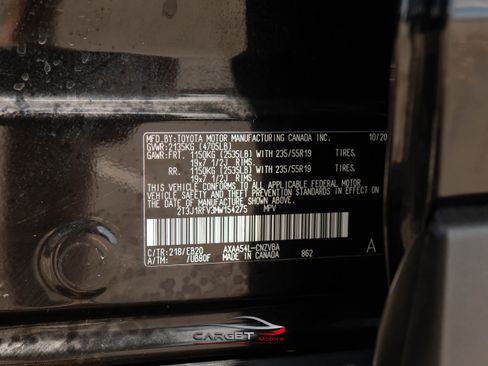 MFD.BY:TOYOTA MOTOR MANUFACTURING CANADA INC. 10/20
GVWR: 2135KG (4705LB)
GAWR:FRT. 1150KG (2535LB) WITH 235/55R19 TIRES.
19x7 1/2J RIMS.
RR. 1150KG (2535LB) WITH 235/55R19 TIRES.
19x7 1/2J RIMS.
THIS VEHICLE CONFORMS TO ALL APPLICABLE FEDERAL MOTOR
VEHICLE SAFETY AND THEFT PREVENTION STANDARDS IN EFFECT ON
THE DATE OF MANUFACTURE SHOWN ABOVE.
2T3J1RFV3MW154275 MPV
C/TR:218/EB20 AXAA54L-CNZVBA A
A/TM: /UB80F MADE IN CANADA 862
CARGET
Motors